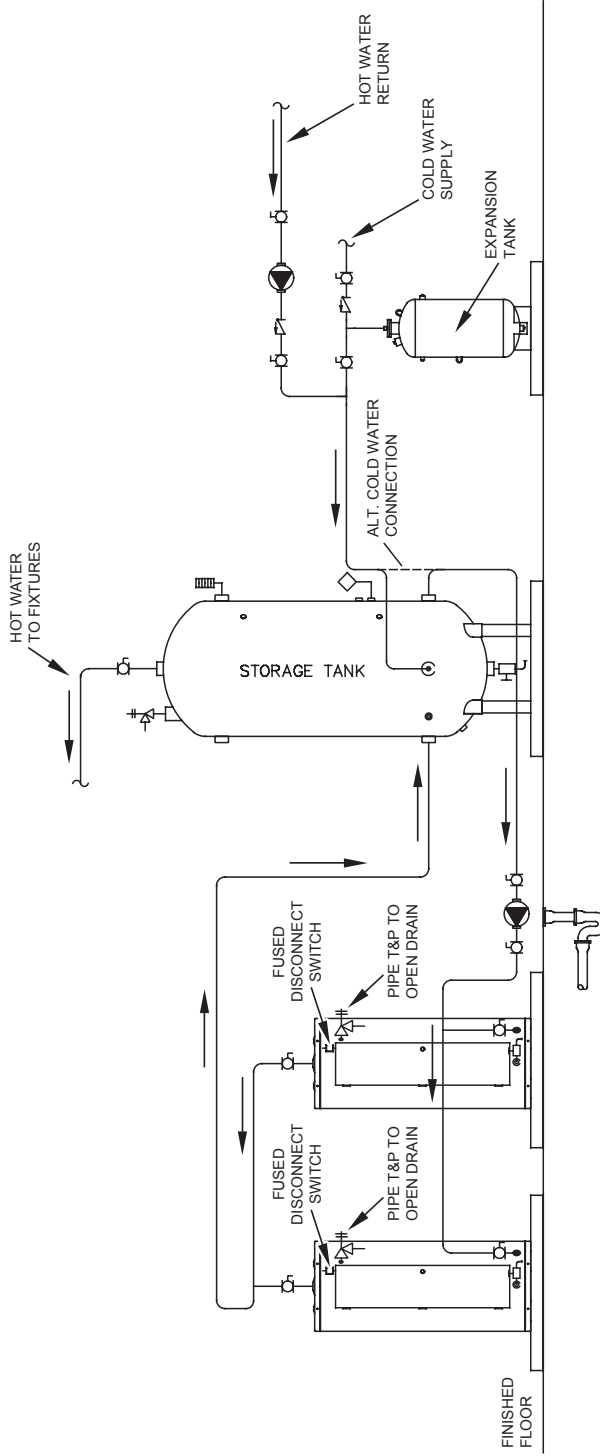 HOT WATER
TO FIXTURES
HOT WATER
RETURN
COLD WATER
SUPPLY
EXPANSION
TANK
ALT. COLD WATER
CONNECTION
STORAGE TANK
FUSED
DISCONNECT
SWITCH
PIPE T&P TO
OPEN DRAIN
FUSED
DISCONNECT
SWITCH
PIPE T&P TO
OPEN DRAIN
FINISHED
FLOOR